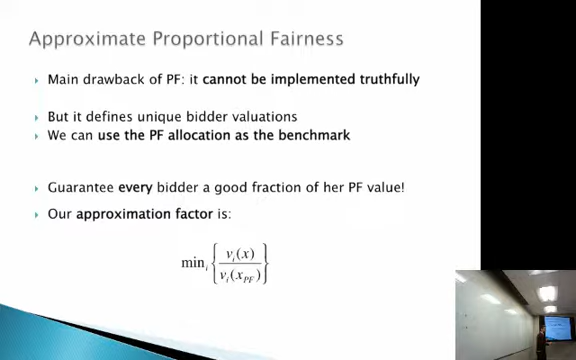 Approximate Proportional Fairness
Main drawback of PF: it cannot be implemented truthfully
But it defines unique bidder valuations
We can use the PF allocation as the benchmark
Guarantee every bidder a good fraction of her PF value!
Our approximation factor is:
min_i { v_i(x) / v_i(x_PF) }